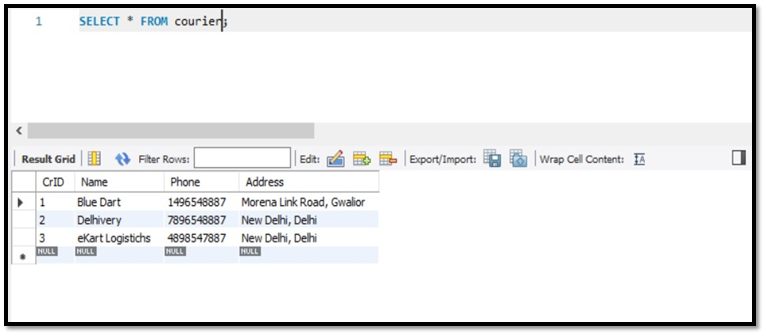 1 SELECT * FROM courier;
Result Grid Filter Rows: Edit: Export/Import: Wrap Cell Content: IA
CrID Name Phone Address
1 Blue Dart 1496548887 Morena Link Road, Gwalior
2 Delhivery 7896548887 New Delhi, Delhi
3 eKart Logistichs 4898547887 New Delhi, Delhi
NULL NULL NULL NULL